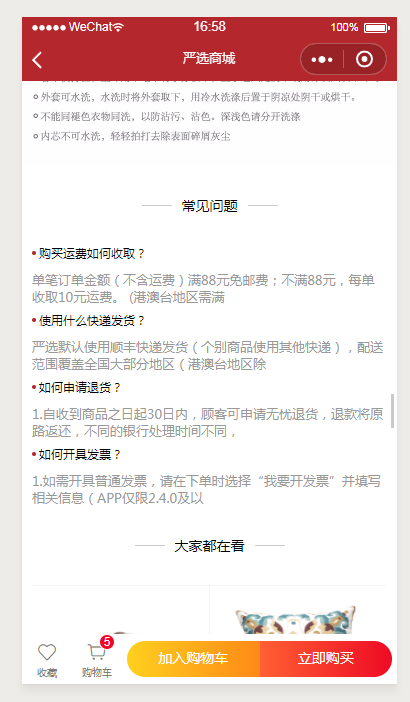 WeChat 16:58 100%
严选商城
外套可水洗，水洗时将外套取下，用冷水洗涤后置于阴凉处阴干或烘干。
不能同褪色衣物同洗，以防沾污、沾色。深浅色请分开洗涤
内芯不可水洗，轻轻拍打去除表面碎屑灰尘
常见问题
购买运费如何收取？
单笔订单金额（不含运费）满88元免邮费；不满88元，每单
收取10元运费。 (港澳台地区需满
使用什么快递发货？
严选默认使用顺丰快递发货（个别商品使用其他快递），配送
范围覆盖全国大部分地区（港澳台地区除
如何申请退货？
1.自收到商品之日起30日内，顾客可申请无忧退货，退款将原
路返还，不同的银行处理时间不同，
如何开具发票？
1.如需开具普通发票，请在下单时选择“我要开发票”并填写
相关信息（APP仅限2.4.0及以
大家都在看
5
收藏 购物车 加入购物车 立即购买